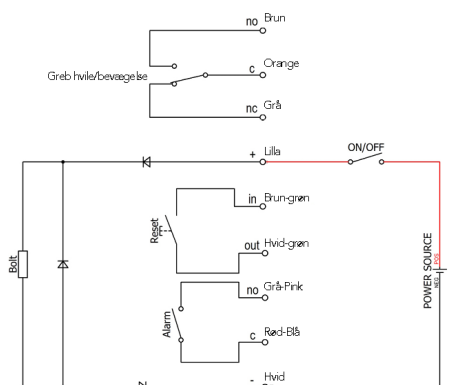 no Brun
c Orange
Greb hvile/bevægelse
nc Grå
+ Lilla
ON/OFF
in Brun-grøn
Reset
out Hvid-grøn
Bolt
no Grå-Pink
POWER SOURCE
POS
NEG
Alarm
c Rød-Blå
- Hvid